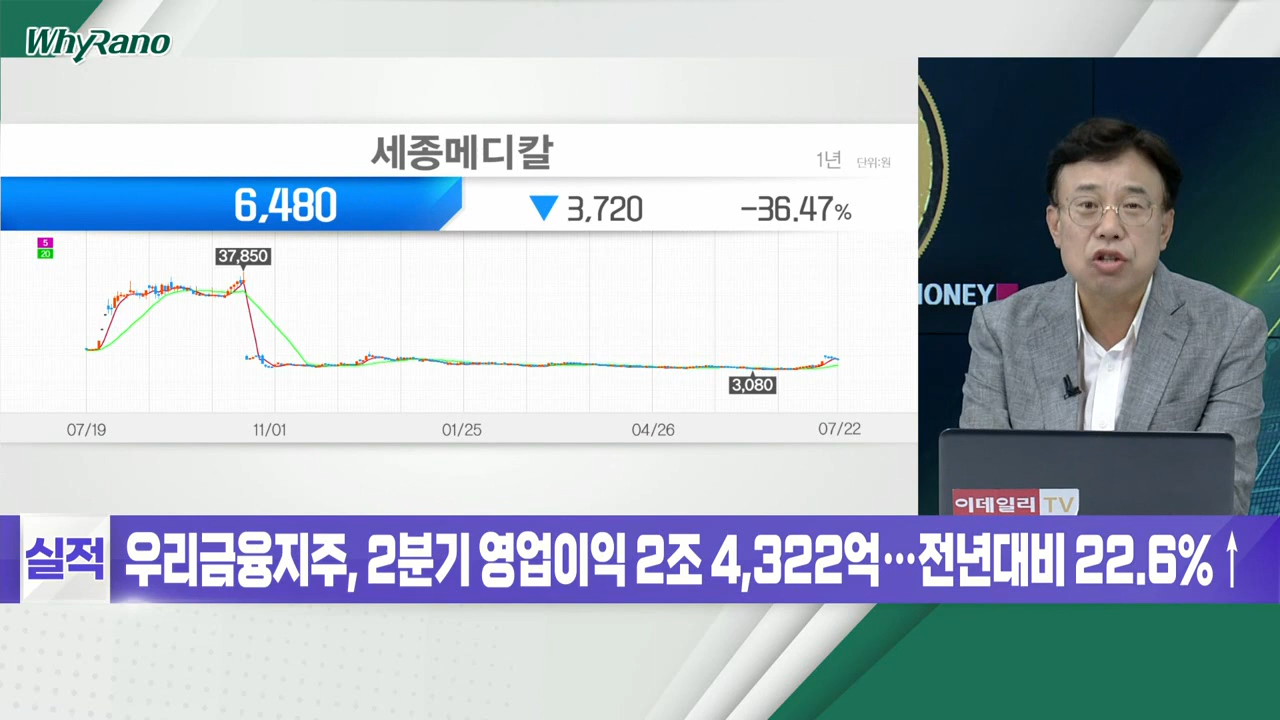 WhyRano
세종메디칼
1년 단위:원
6,480 ▼ 3,720 -36.47%
5
20
37,850
3,080
07/19 11/01 01/25 04/26 07/22
MONEY
이데일리 TV
실적 우리금융지주, 2분기 영업이익 2조 4,322억…전년대비 22.6%↑